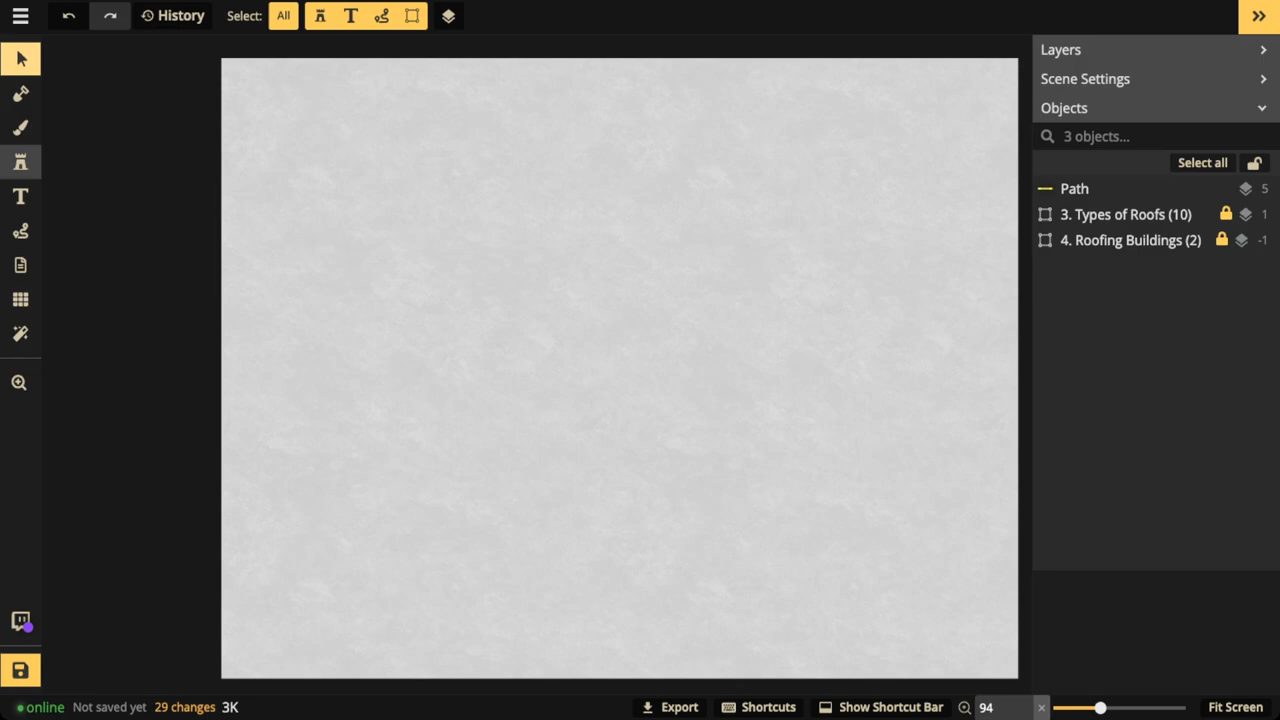 History
Select:
All
Layers
Scene Settings
Objects
3 objects...
Select all
Path
5
3. Types of Roofs (10)
1
4. Roofing Buildings (2)
-1
online
Not saved yet
29 changes
3K
Export
Shortcuts
Show Shortcut Bar
94
Fit Screen